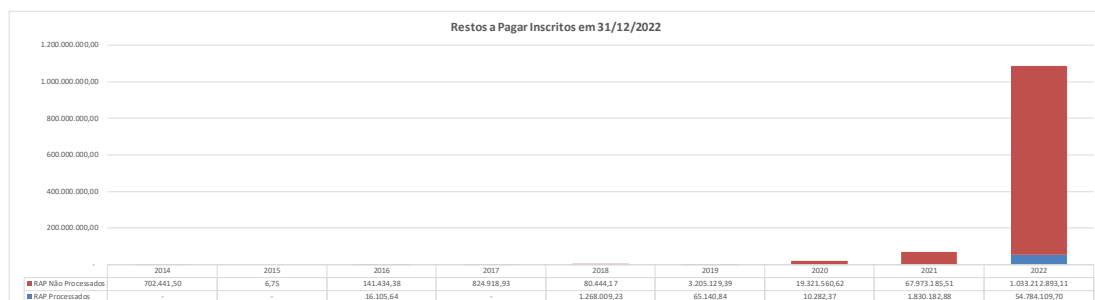 Restos a Pagar Inscritos em 31/12/2022
1.200.000.000,00
1.000.000.000,00
800.000.000,00
600.000.000,00
400.000.000,00
200.000.000,00
-
2014 2015 2016 2017 2018 2019 2020 2021 2022
RAP Não Processados 702.441,50 6,75 141.434,38 824.918,93 80.444,17 3.205.129,39 19.321.560,62 67.973.185,51 1.033.212.893,11
RAP Processados - - 16.105,64 - 1.268.009,23 65.140,84 10.282,37 1.830.182,88 54.784.109,70